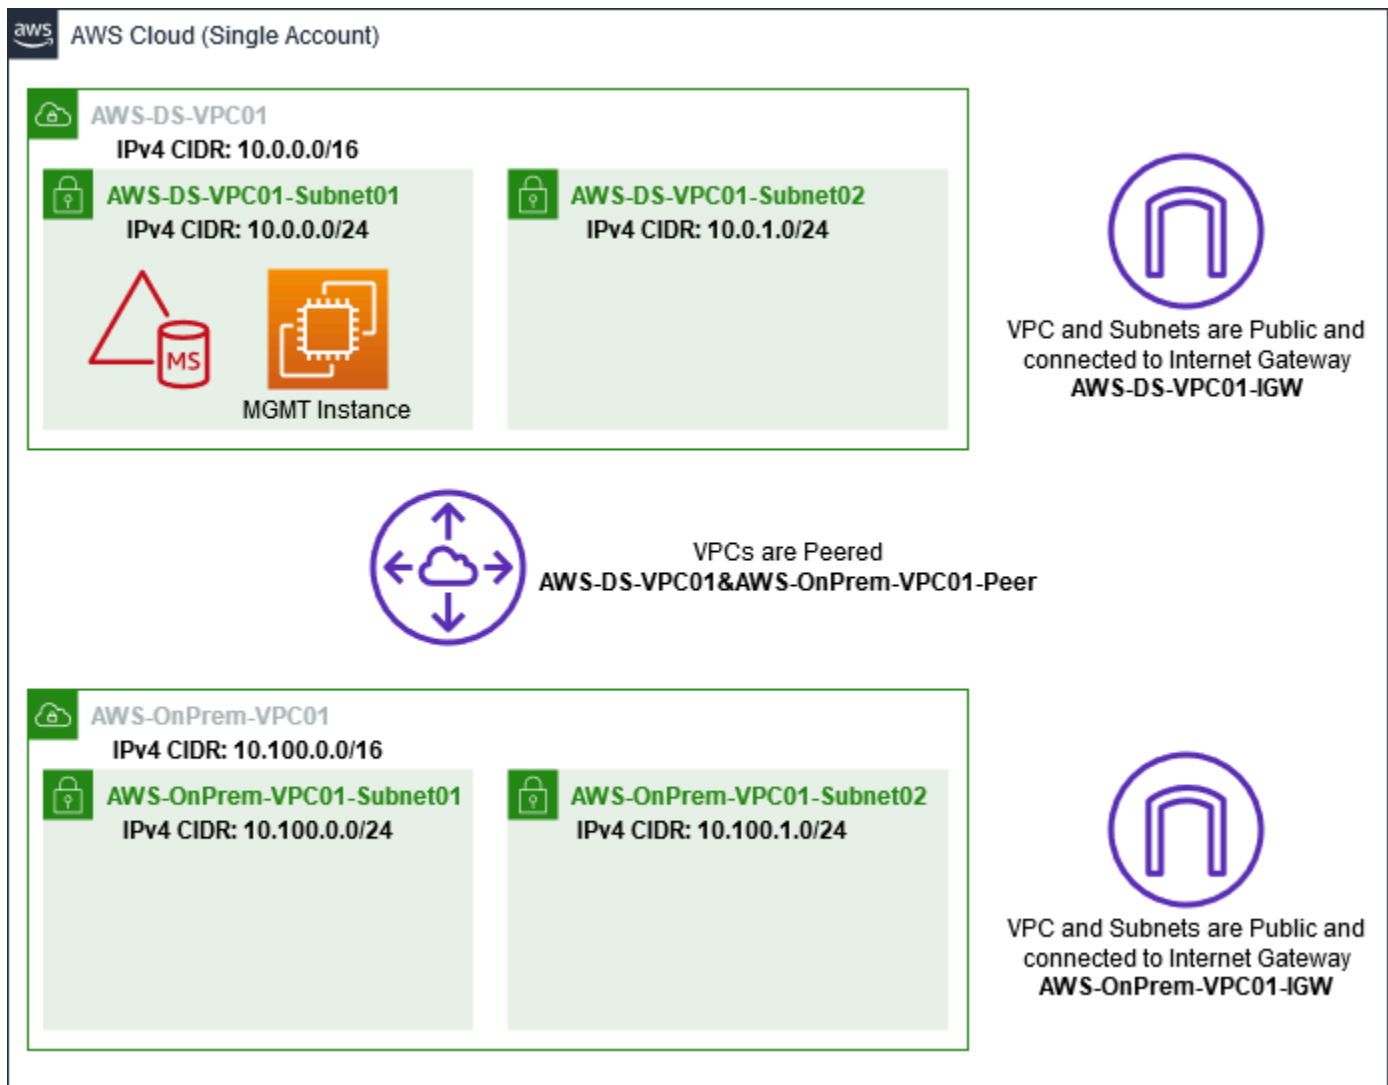 aws
AWS Cloud (Single Account)
AWS-DS-VPC01
IPv4 CIDR: 10.0.0.0/16
AWS-DS-VPC01-Subnet01
IPv4 CIDR: 10.0.0.0/24
MS
MGMT Instance
AWS-DS-VPC01-Subnet02
IPv4 CIDR: 10.0.1.0/24
VPC and Subnets are Public and
connected to Internet Gateway
AWS-DS-VPC01-IGW
VPCs are Peered
AWS-DS-VPC01&AWS-OnPrem-VPC01-Peer
AWS-OnPrem-VPC01
IPv4 CIDR: 10.100.0.0/16
AWS-OnPrem-VPC01-Subnet01
IPv4 CIDR: 10.100.0.0/24
AWS-OnPrem-VPC01-Subnet02
IPv4 CIDR: 10.100.1.0/24
VPC and Subnets are Public and
connected to Internet Gateway
AWS-OnPrem-VPC01-IGW